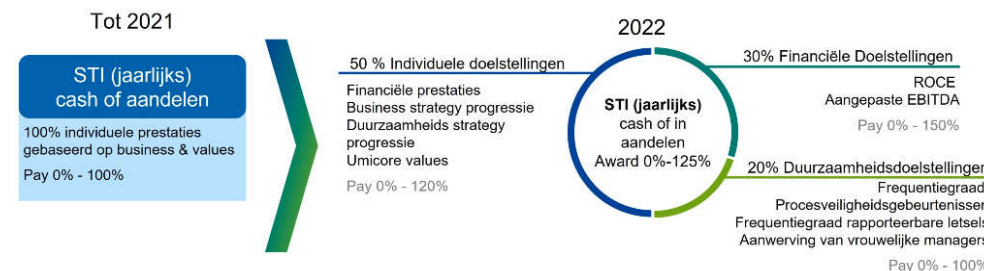 Tot 2021
STI (jaarlijks)
cash of aandelen
100% individuele prestaties
gebaseerd op business & values
Pay 0% - 100%
2022
50 % Individuele doelstellingen
Financiële prestaties
Business strategy progressie
Duurzaamheids strategy
progressie
Umicore values
Pay 0% - 120%
STI (jaarlijks)
cash of in
aandelen
Award 0%-125%
30% Financiële Doelstellingen
ROCE
Aangepaste EBITDA
Pay 0% - 150%
20% Duurzaamheidsdoelstellingen
Frequentiegraad
Procesveiligheidsgebeurtenissen
Frequentiegraad rapporteerbare letsels
Aanwerving van vrouwelijke managers
Pay 0% - 100%